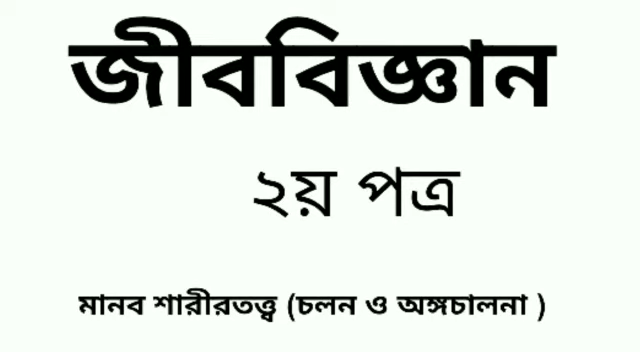 জীববিজ্ঞান
২য় পত্র
মানব শারীরতত্ত্ব (চলন ও অঙ্গচালনা )